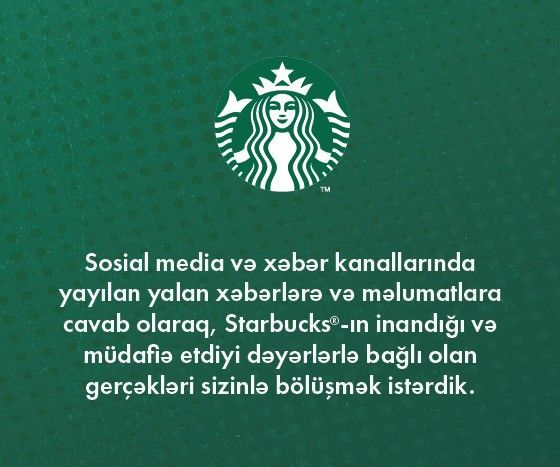 TM
Sosial media və xəbər kanallarında
yayılan yalan xəbərlərə və məlumatlara
cavab olaraq, Starbucks®-ın inandığı və
müdafiə etdiyi dəyərlərlə bağlı olan
gerçəkləri sizinlə bölüşmək istərdik.